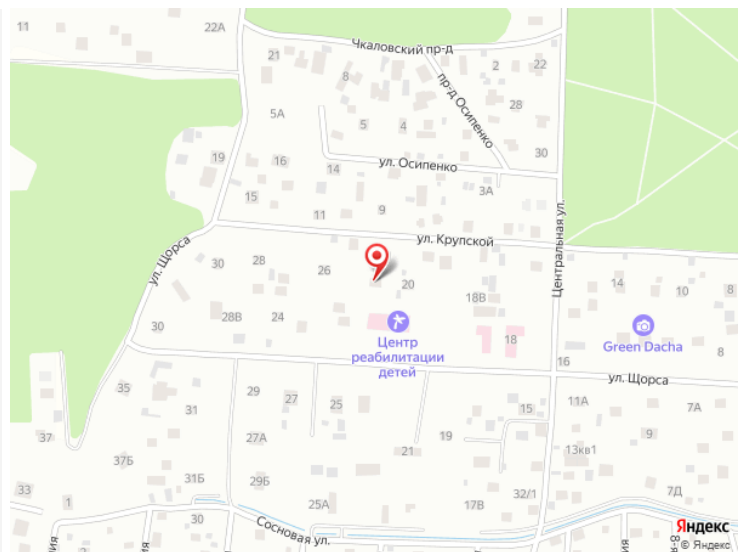 11
22А
21
Чкаловский пр-д
2
22
8
пр-д Осипенко
28
5А
5
4
30
19
16
14
ул. Осипенко
3А
15
11
9
Центральная ул.
ул. Крупской
ул. Щорса
30
28
26
20
18В
14
10
8
28В
24
30
Центр
реабилитации
детей
18
Green Dacha
8
16
ул. Щорса
35
29
27
25
31
15
11А
7А
37
27А
19
9
21
13кв1
37Б
31Б
29Б
33
1
25А
17В
32/1
7Д
30
Сосновая ул.
Яндекс
© Яндекс